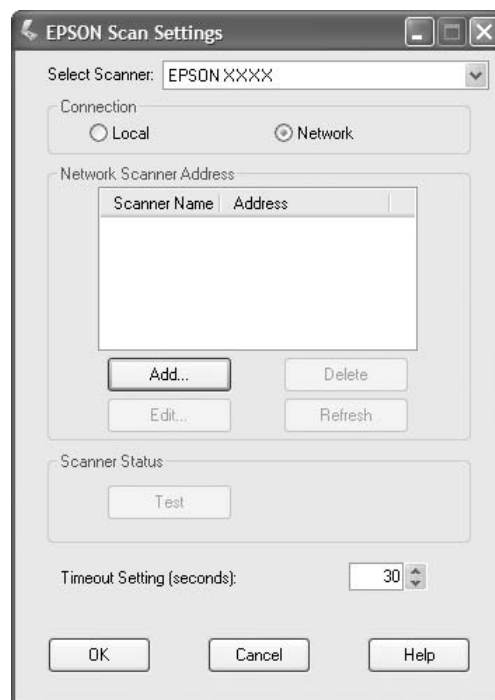 EPSON Scan Settings
Select Scanner: EPSON XXXX
Connection
Local Network
Network Scanner Address
Scanner Name Address
Add... Delete
Edit... Refresh
Scanner Status
Test
Timeout Setting (seconds): 30
OK Cancel Help